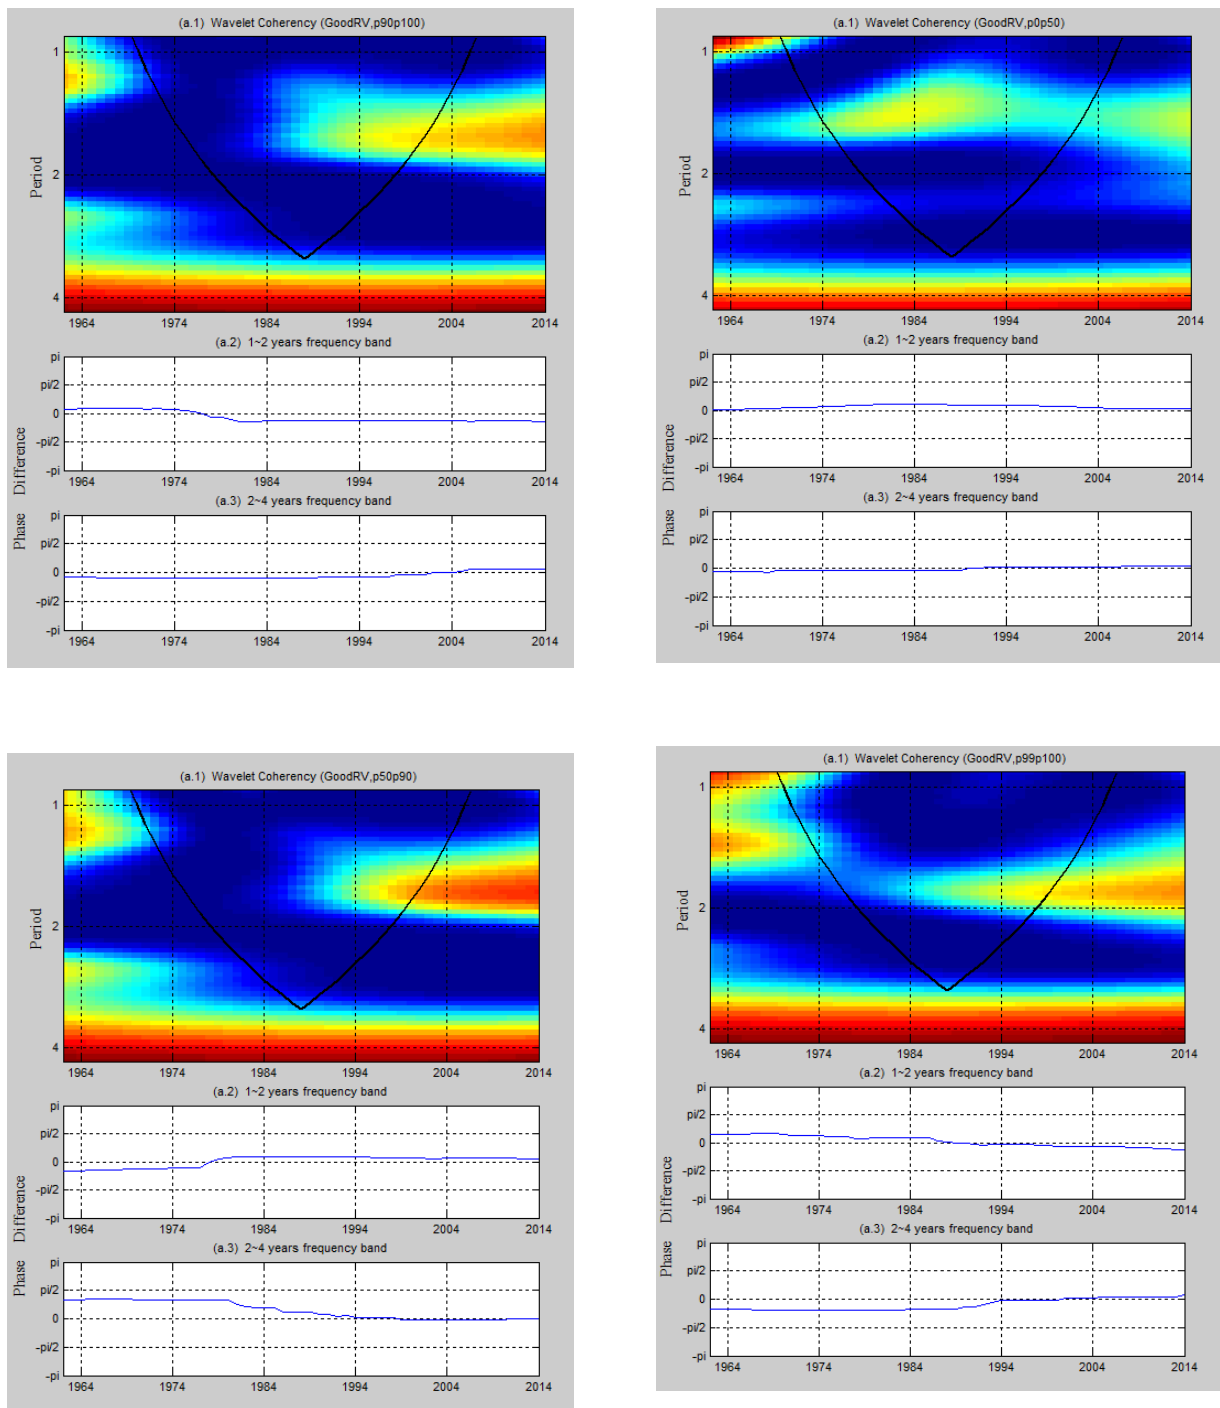 (a.1) Wavelet Coherency (GoodRV,p90p100)
1
2
4
Period
1964 1974 1984 1994 2004 2014
(a.2) 1~2 years frequency band
pi
pi/2
0
-pi/2
-pi
1964 1974 1984 1994 2004 2014
(a.3) 2~4 years frequency band
pi
pi/2
0
-pi/2
-pi
Phase Difference
1964 1974 1984 1994 2004 2014
(a.1) Wavelet Coherency (GoodRV,p0p50)
1
2
4
Period
1964 1974 1984 1994 2004 2014
(a.2) 1~2 years frequency band
pi
pi/2
0
-pi/2
-pi
1964 1974 1984 1994 2004 2014
(a.3) 2~4 years frequency band
pi
pi/2
0
-pi/2
-pi
Phase Difference
1964 1974 1984 1994 2004 2014
(a.1) Wavelet Coherency (GoodRV,p50p90)
1
2
4
Period
1964 1974 1984 1994 2004 2014
(a.2) 1~2 years frequency band
pi
pi/2
0
-pi/2
-pi
1964 1974 1984 1994 2004 2014
(a.3) 2~4 years frequency band
pi
pi/2
0
-pi/2
-pi
Phase Difference
1964 1974 1984 1994 2004 2014
(a.1) Wavelet Coherency (GoodRV,p99p100)
1
2
4
Period
1964 1974 1984 1994 2004 2014
(a.2) 1~2 years frequency band
pi
pi/2
0
-pi/2
-pi
1964 1974 1984 1994 2004 2014
(a.3) 2~4 years frequency band
pi
pi/2
0
-pi/2
-pi
Phase Difference
1964 1974 1984 1994 2004 2014